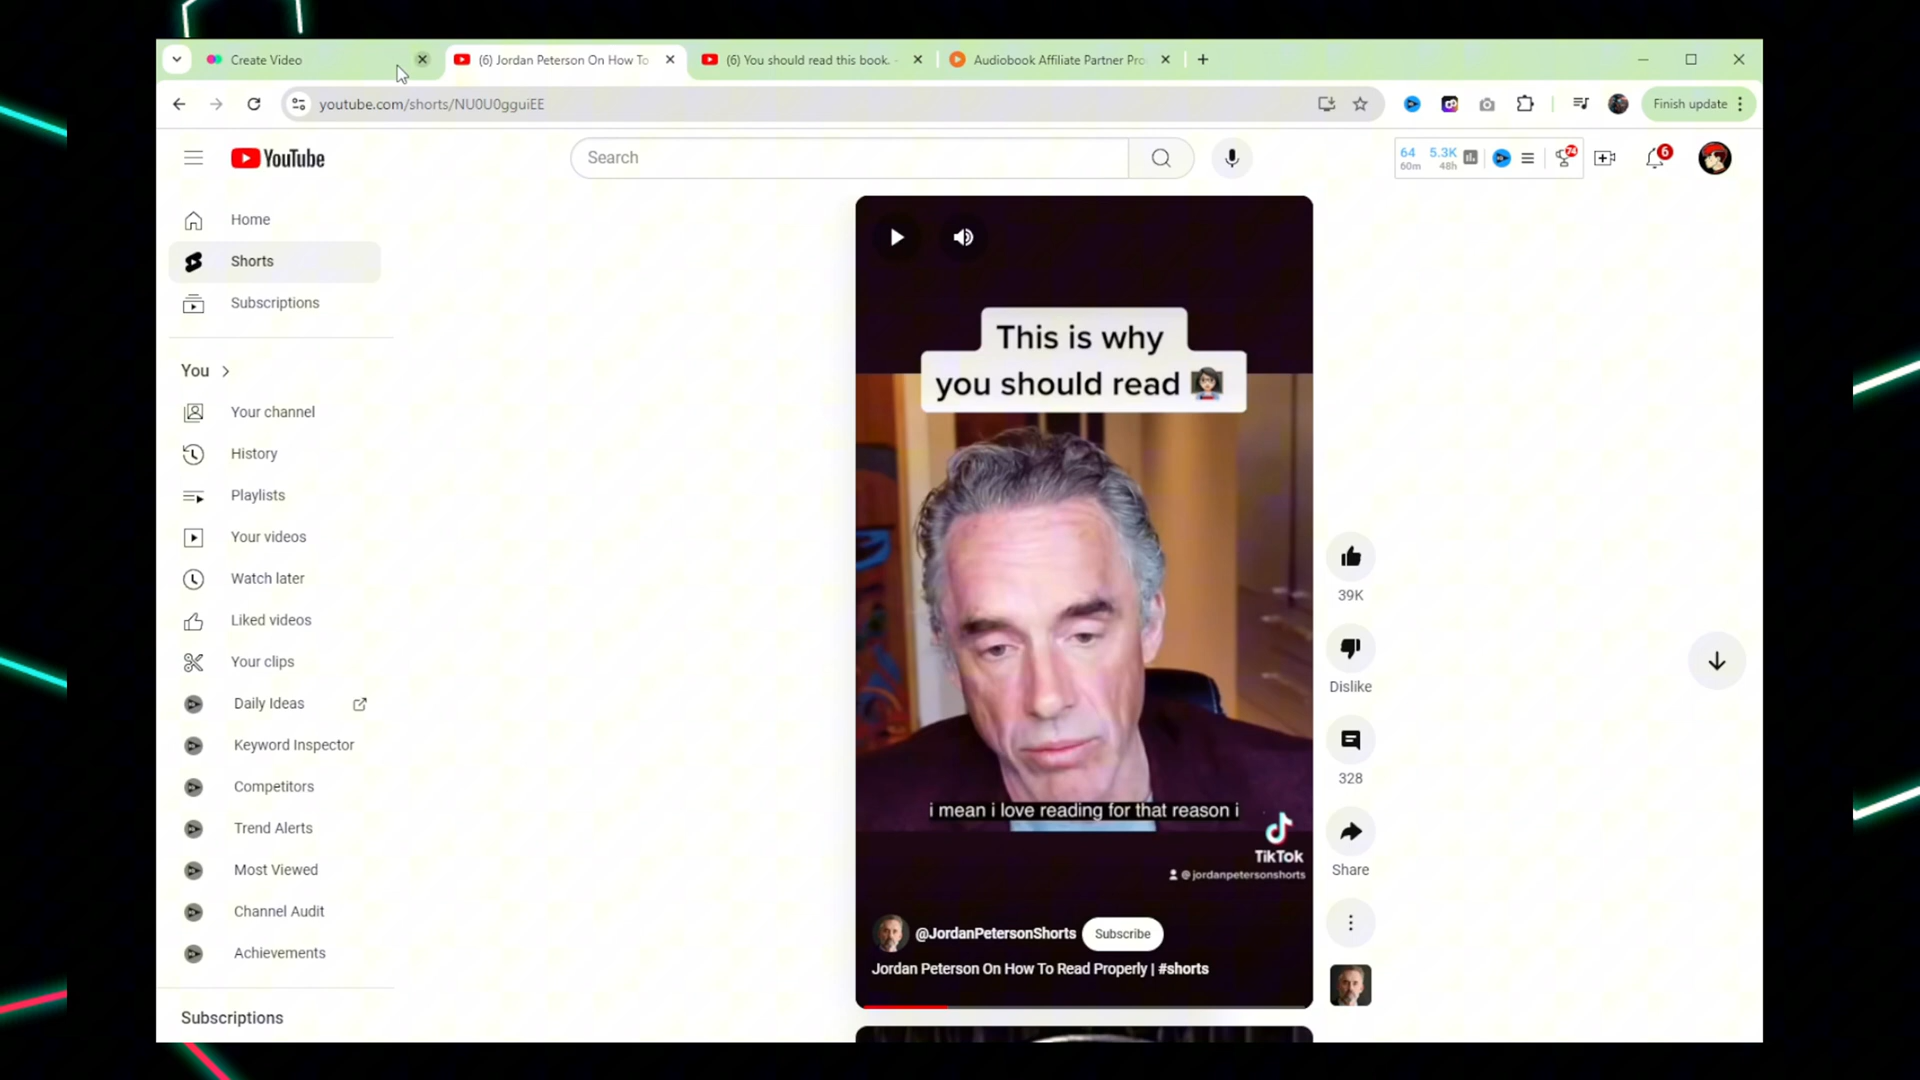 Create Video
(6) Jordan Peterson On How To
(6) You should read this book. -
Audiobook Affiliate Partner Pro
youtube.com/shorts/NU0U0gguiEE
Finish update
YouTube
Search
64
60m
5.3K
48h
74
6
Home
Shorts
Subscriptions
You
Your channel
History
Playlists
Your videos
Watch later
Liked videos
Your clips
Daily Ideas
Keyword Inspector
Competitors
Trend Alerts
Most Viewed
Channel Audit
Achievements
Subscriptions
This is why
you should read
i mean i love reading for that reason i
TikTok
@jordanpetersonshorts
@JordanPetersonShorts
Subscribe
Jordan Peterson On How To Read Properly | #shorts
39K
Dislike
328
Share